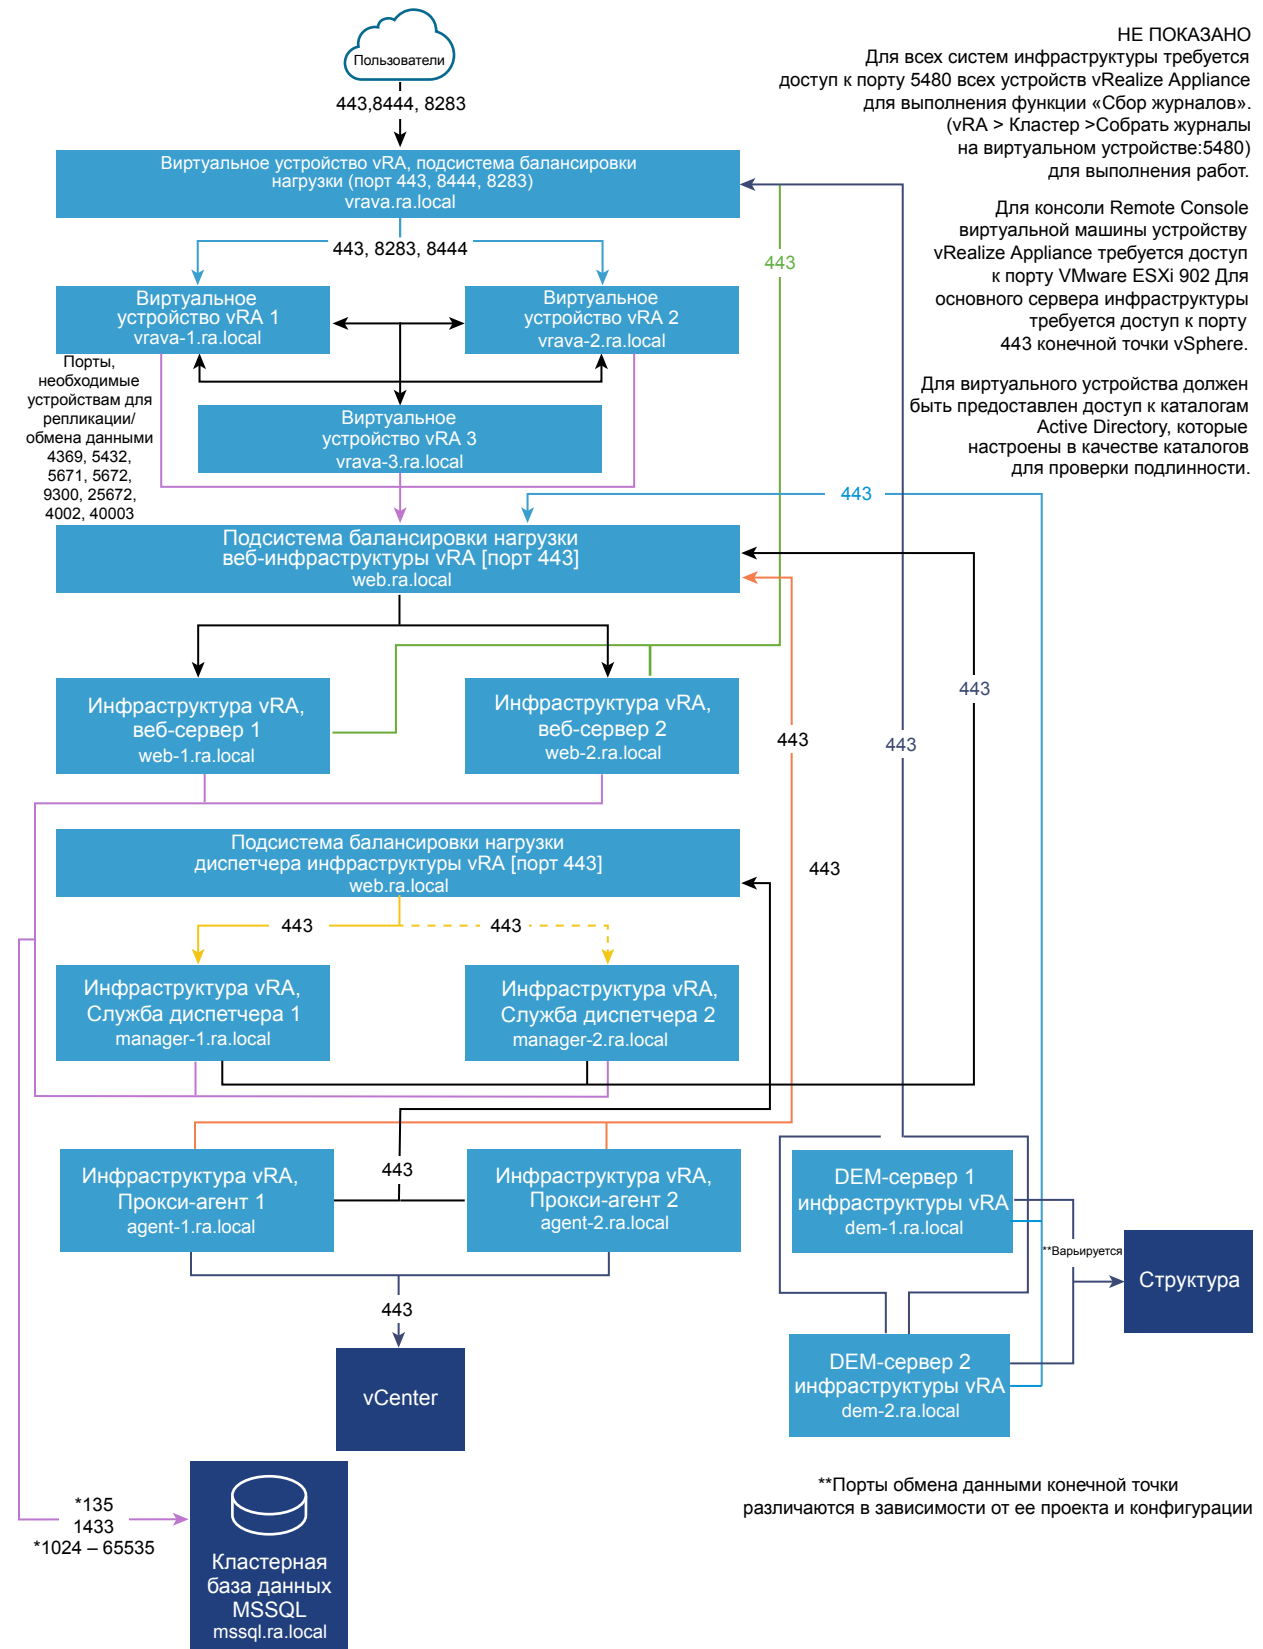 Пользователи
443,8444, 8283
НЕ ПОКАЗАНО
Для всех систем инфраструктуры требуется
доступ к порту 5480 всех устройств vRealize Appliance
для выполнения функции «Сбор журналов».
(vRA > Кластер >Собрать журналы
на виртуальном устройстве:5480)
для выполнения работ.
Для консоли Remote Console
виртуальной машины устройству
vRealize Appliance требуется доступ
к порту VMware ESXi 902 Для
основного сервера инфраструктуры
требуется доступ к порту
443 конечной точки vSphere.
Для виртуального устройства должен
быть предоставлен доступ к каталогам
Active Directory, которые
настроены в качестве каталогов
для проверки подлинности.
Виртуальное устройство vRA, подсистема балансировки
нагрузки (порт 443, 8444, 8283)
vrava.ra.local
443, 8283, 8444
443
Виртуальное
устройство vRA 1
vrava-1.ra.local
Виртуальное
устройство vRA 2
vrava-2.ra.local
Порты,
необходимые
устройствам для
репликации/
обмена данными
4369, 5432,
5671, 5672,
9300, 25672,
4002, 40003
Виртуальное
устройство vRA 3
vrava-3.ra.local
443
Подсистема балансировки нагрузки
веб-инфраструктуры vRA [порт 443]
web.ra.local
Инфраструктура vRA,
веб-сервер 1
web-1.ra.local
Инфраструктура vRA,
веб-сервер 2
web-2.ra.local
443
443
443
Подсистема балансировки нагрузки
диспетчера инфраструктуры vRA [порт 443]
web.ra.local
443
443
443
Инфраструктура vRA,
Служба диспетчера 1
manager-1.ra.local
Инфраструктура vRA,
Служба диспетчера 2
manager-2.ra.local
Инфраструктура vRA,
Прокси-агент 1
agent-1.ra.local
443
Инфраструктура vRA,
Прокси-агент 2
agent-2.ra.local
DEM-сервер 1
инфраструктуры vRA
dem-1.ra.local
**Варьируется
Структура
443
vCenter
DEM-сервер 2
инфраструктуры vRA
dem-2.ra.local
**Порты обмена данными конечной точки
различаются в зависимости от ее проекта и конфигурации
*135
1433
*1024 – 65535
Кластерная
база данных
MSSQL
mssql.ra.local